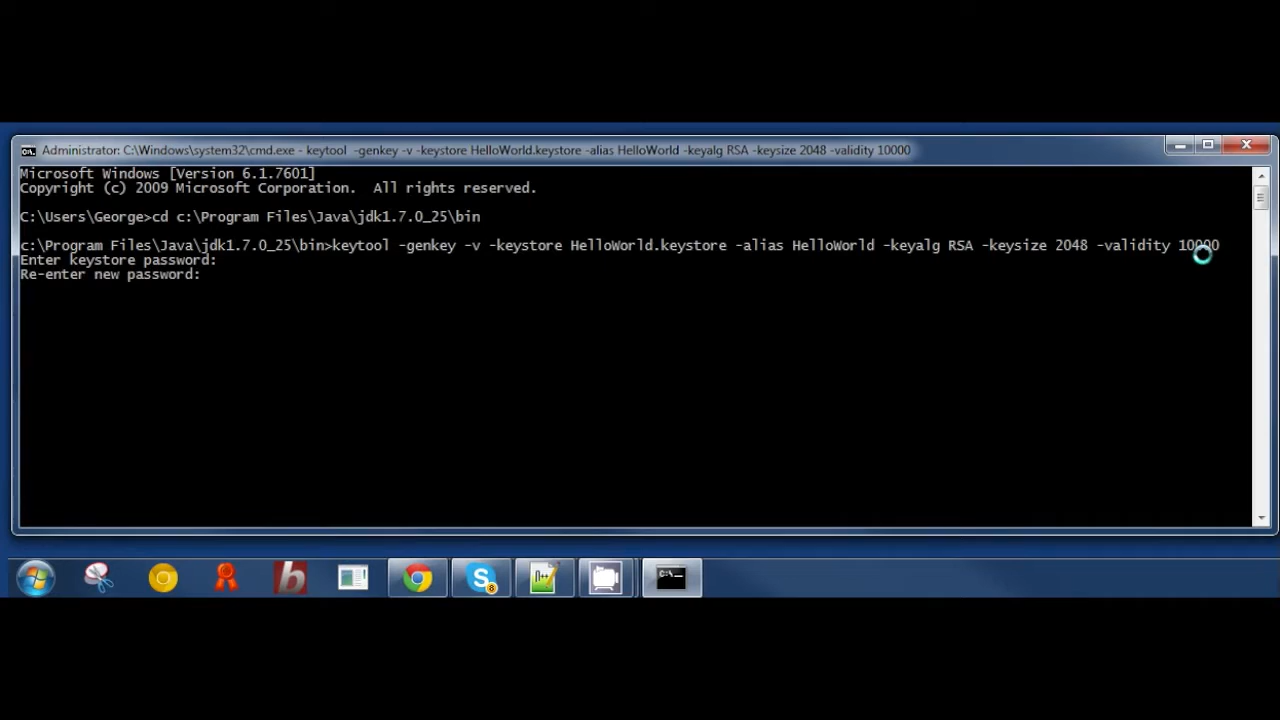 Administrator: C:\Windows\system32\cmd.exe - keytool  -genkey -v -keystore HelloWorld.keystore -alias HelloWorld -keyalg RSA -keysize 2048 -validity 10000
Microsoft Windows [Version 6.1.7601]
Copyright (c) 2009 Microsoft Corporation.  All rights reserved.
C:\Users\George>cd c:\Program Files\Java\jdk1.7.0_25\bin
c:\Program Files\Java\jdk1.7.0_25\bin>keytool -genkey -v -keystore HelloWorld.keystore -alias HelloWorld -keyalg RSA -keysize 2048 -validity 10000
Enter keystore password:
Re-enter new password: